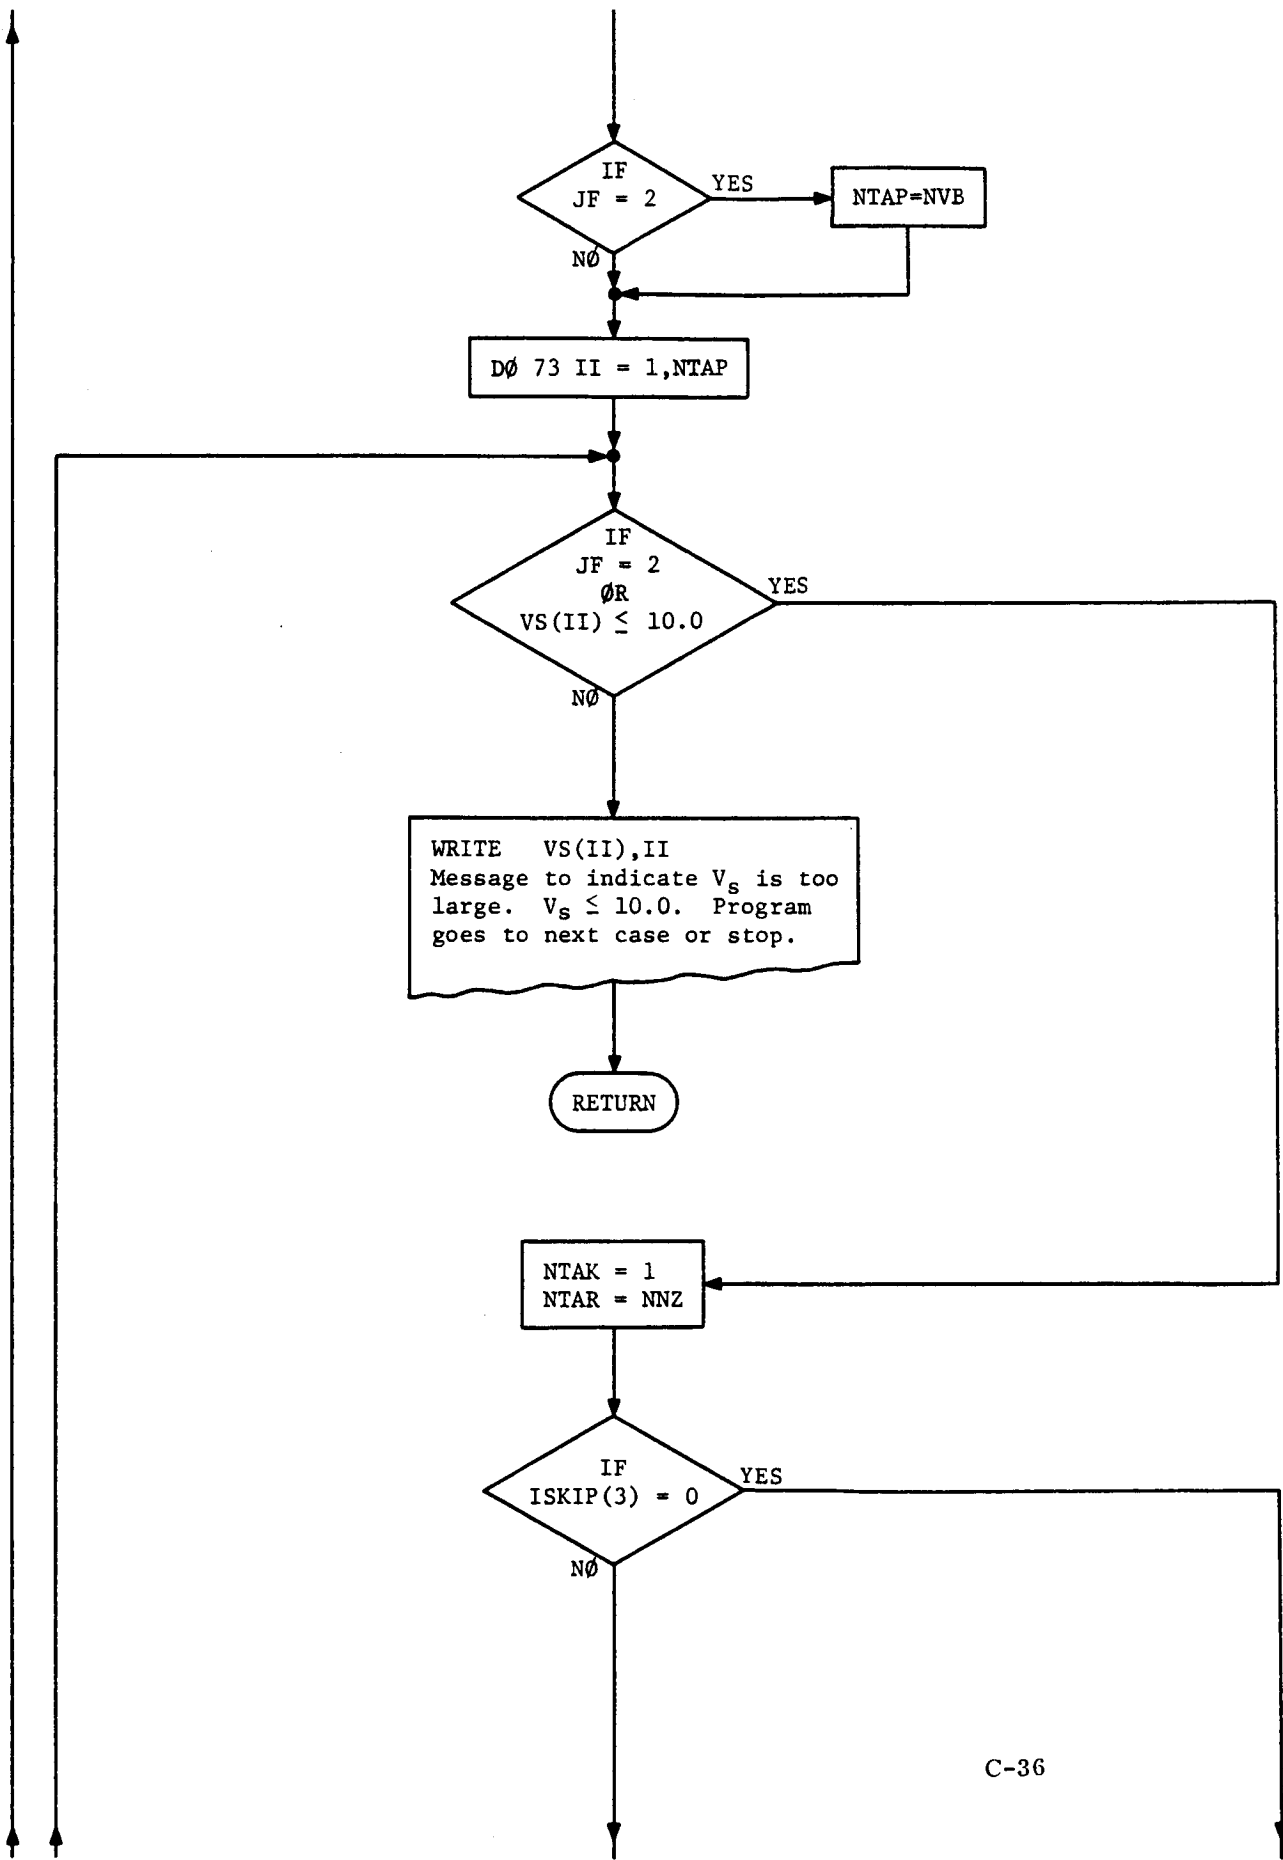 IF
JF = 2
YES
NTAP=NVB
NØ
DØ 73 II = 1,NTAP
IF
JF = 2
ØR
VS(II) ≤ 10.0
YES
NØ
WRITE VS(II),II
Message to indicate Vs is too
large. Vs ≤ 10.0. Program
goes to next case or stop.
RETURN
NTAK = 1
NTAR = NNZ
IF
ISKIP(3) = 0
YES
NØ
C-36